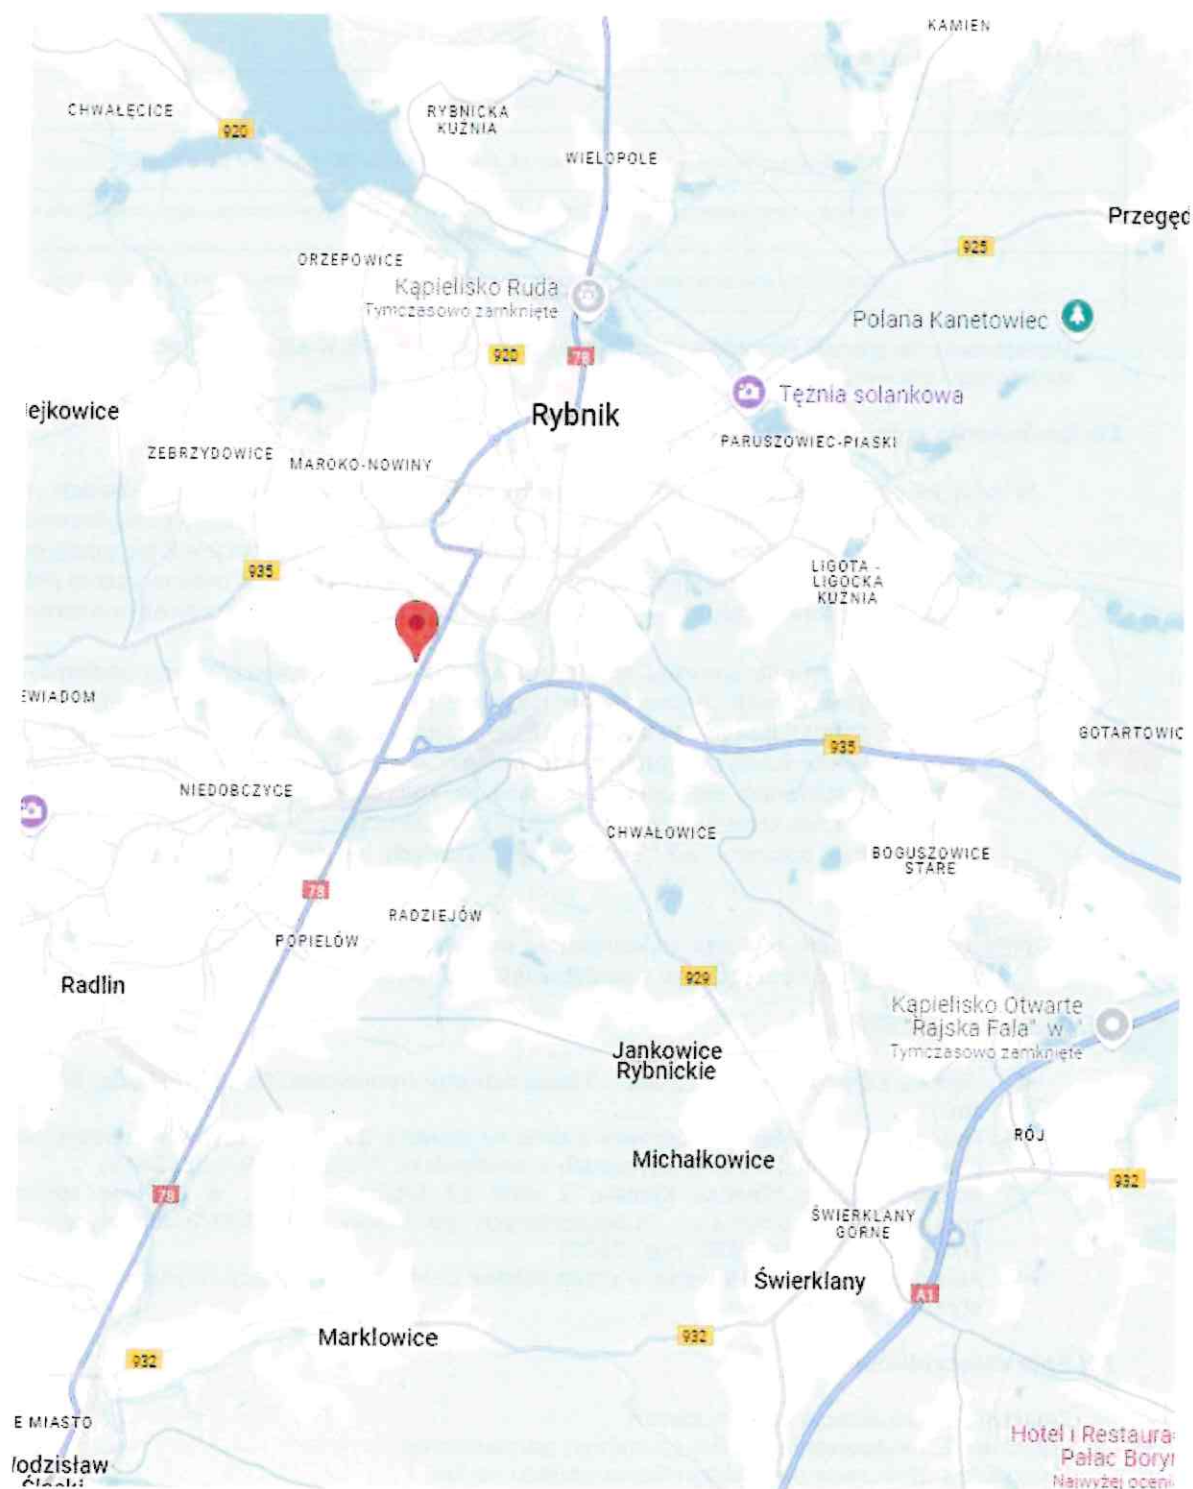 KAMIEN
CHWAŁĘCICE
RYBNICKA
KUŹNIA
920
WIELOPOLE
Przegęd
925
ORZEPOWICE
Kąpielisko Ruda
Tymczasowo zamknięte
Polana Kanetowiec
920
78
Tężnia solankowa
ejkowice
Rybnik
PARUSZOWIEC-PIASKI
ZEBRZYDOWICE
MAROKO-NOWINY
935
LIGOTA -
LIGOCKA
KUŹNIA
EWIADOM
GOTARTOWIC
935
NIEDOBCZYCE
CHWAŁOWICE
BOGUSZOWICE
STARE
78
RADZIEJÓW
POPIELÓW
Radlin
929
Kąpielisko Otwarte
"Rajska Fala" w
Tymczasowo zamknięte
Jankowice
Rybnickie
RÓJ
Michałkowice
932
78
ŚWIERKLANY
GÓRNE
Świerklany
A1
Marklowice
932
932
E MIASTO
Hotel i Restaura
Pałac Bory
Najwyżej oceni
odzisław
Śląski